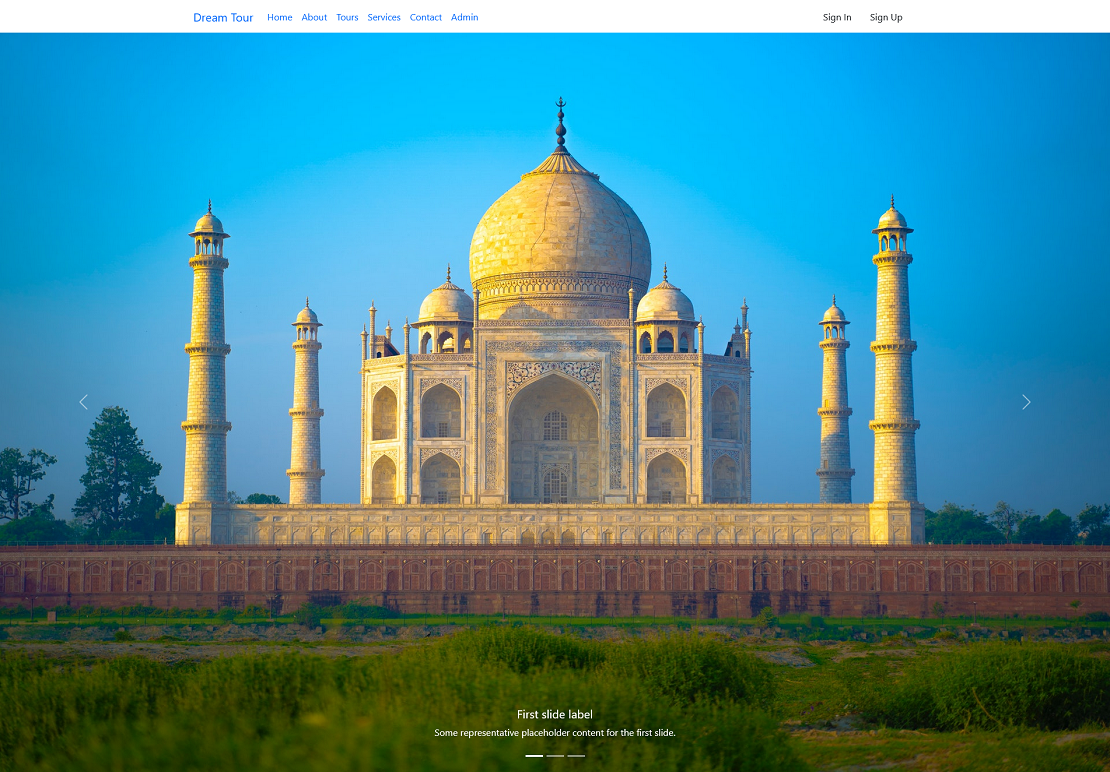 Dream Tour Home About Tours Services Contact Admin Sign In Sign Up
First slide label
Some representative placeholder content for the first slide.